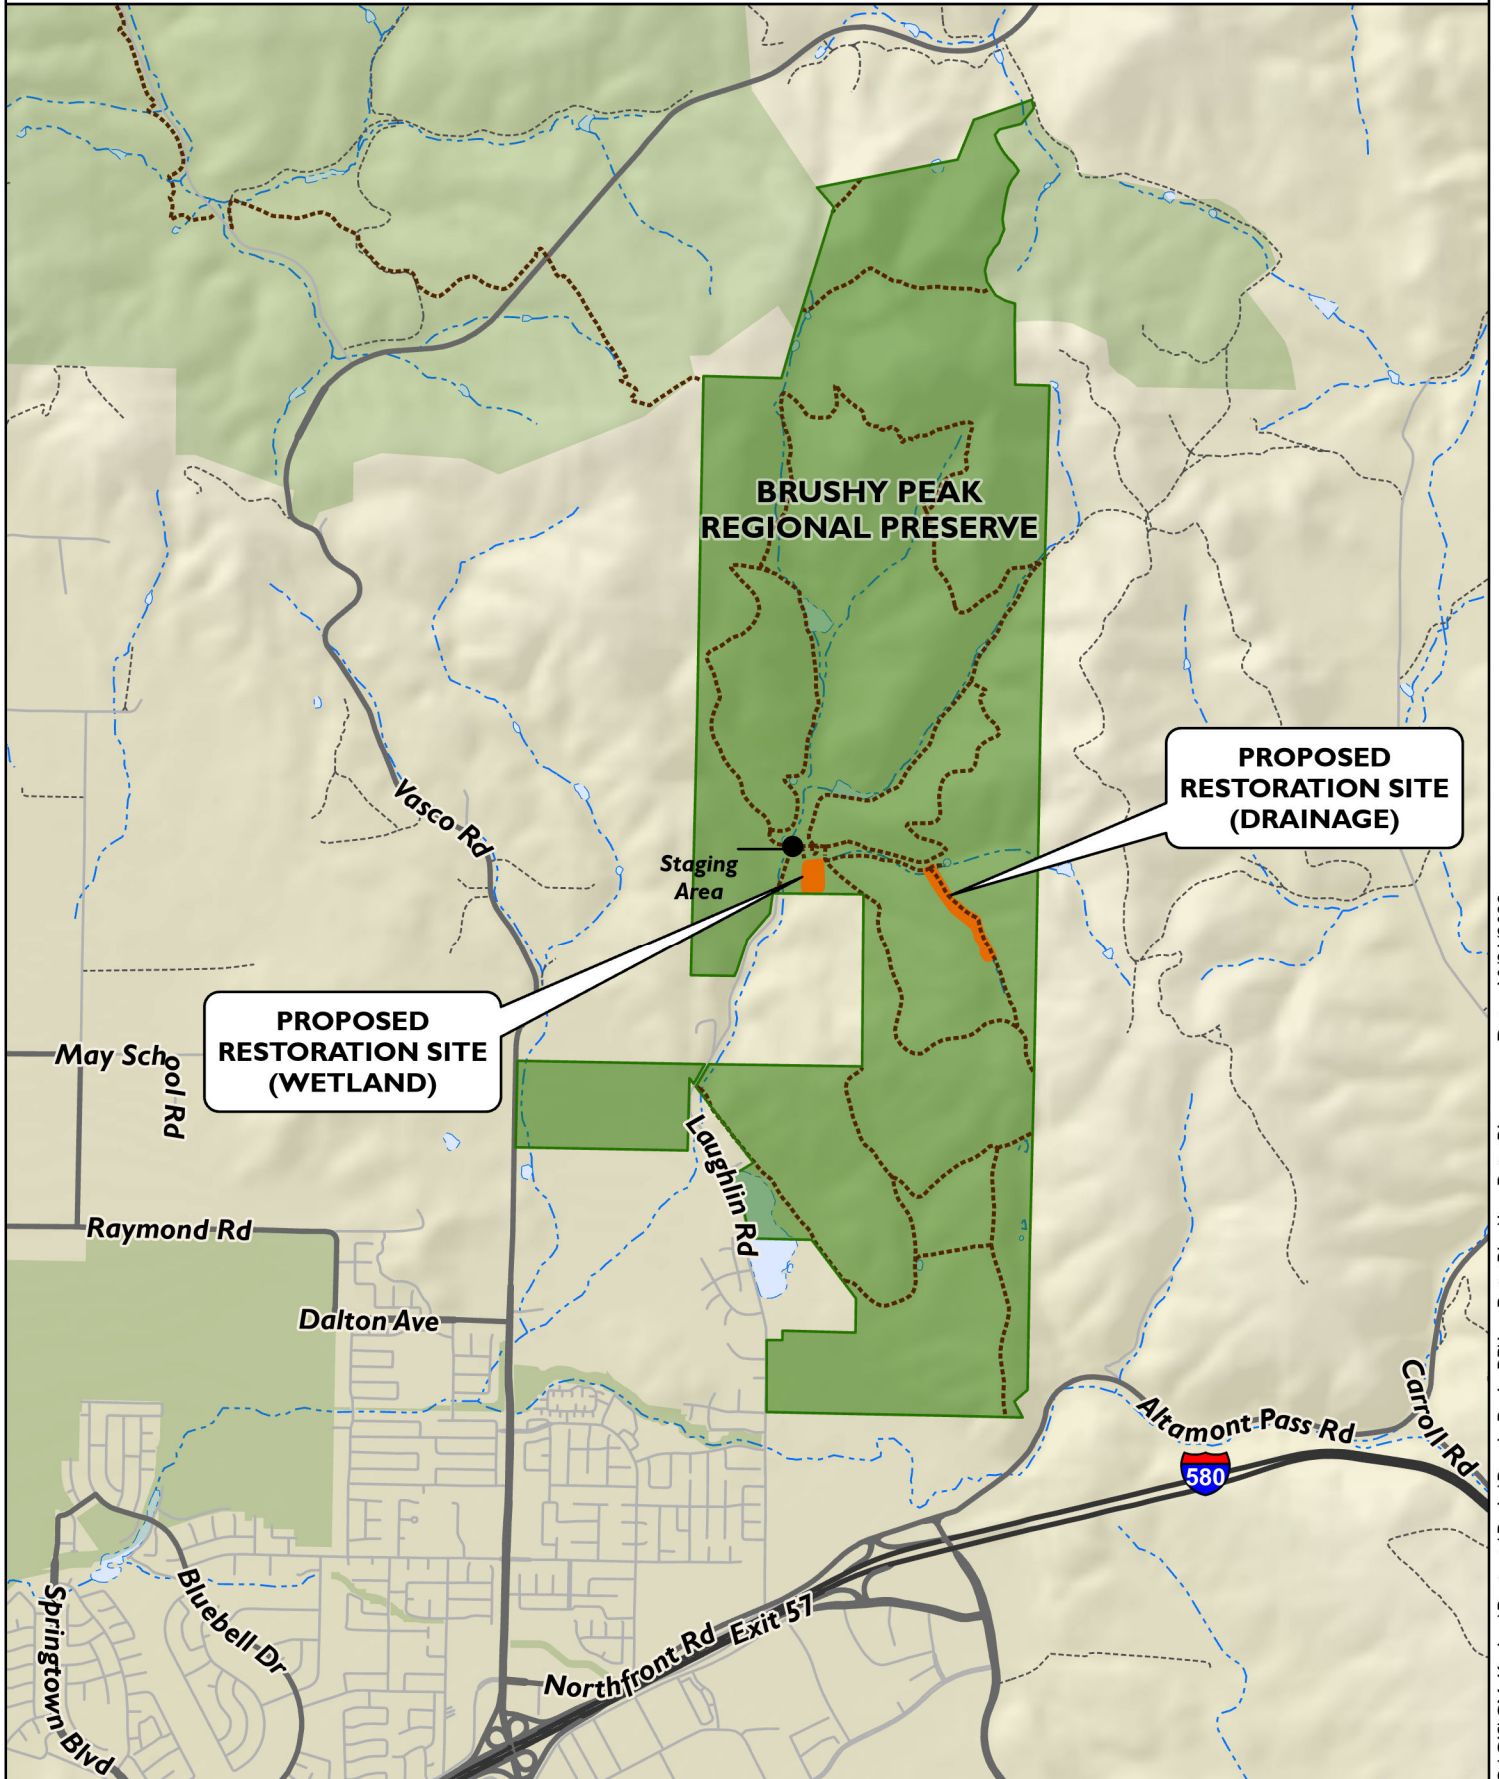 BRUSHY PEAK
REGIONAL PRESERVE
PROPOSED
RESTORATION SITE
(DRAINAGE)
Vasco Rd
Staging
Area
PROPOSED
RESTORATION SITE
(WETLAND)
May School Rd
Laughlin Rd
Raymond Rd
Dalton Ave
Altamont Pass Rd
Carroll Rd
580
Springtown Blvd
Bluebell Dr
Northfront Rd
Exit 57